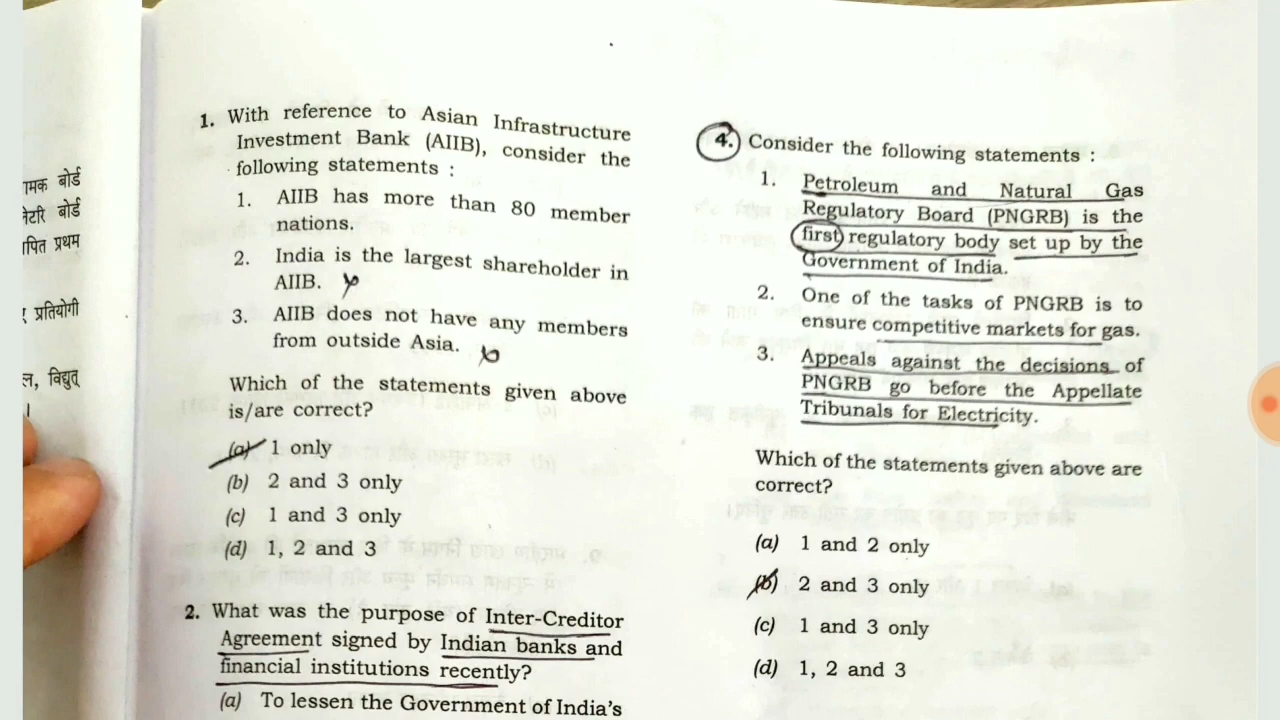 ामक बोर्ड
नेटरि बोर्ड
ापित प्रथम
प्रतियोगी
विद्युत्
1. With reference to Asian Infrastructure
Investment Bank (AIIB), consider the
following statements :
1. AIIB has more than 80 member
nations.
2. India is the largest shareholder in
AIIB.
3. AIIB does not have any members
from outside Asia.
Which of the statements given above
is/are correct?
(a) 1 only
(b) 2 and 3 only
(c) 1 and 3 only
(d) 1, 2 and 3
2. What was the purpose of Inter-Creditor
Agreement signed by Indian banks and
financial institutions recently?
(a) To lessen the Government of India's
4. Consider the following statements :
1. Petroleum and Natural Gas
Regulatory Board (PNGRB) is the
first regulatory body set up by the
Government of India.
2. One of the tasks of PNGRB is to
ensure competitive markets for gas.
3. Appeals against the decisions of
PNGRB go before the Appellate
Tribunals for Electricity.
Which of the statements given above are
correct?
(a) 1 and 2 only
(b) 2 and 3 only
(c) 1 and 3 only
(d) 1, 2 and 3